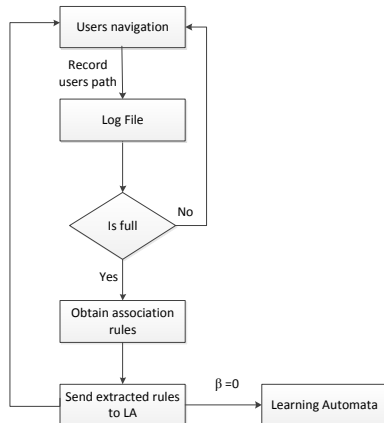 Users navigation
Record
users path
Log File
Is full
No
Yes
Obtain association
rules
Send extracted rules
to LA
β =0
Learning Automata